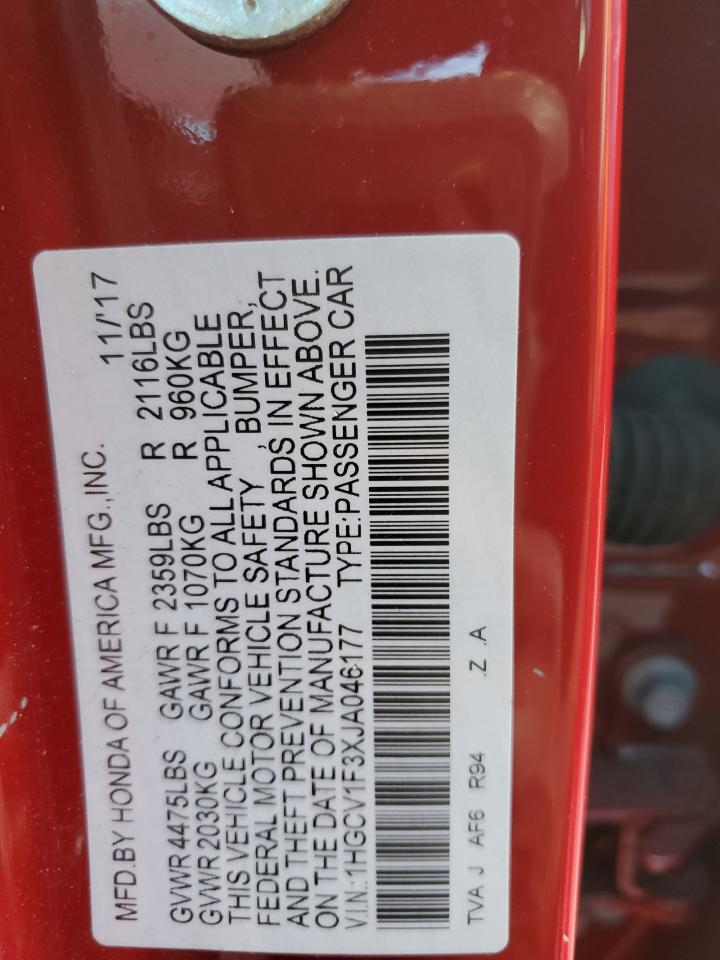 MFD.BY HONDA OF AMERICA MFG.,INC. 11/'17
GVWR 4475LBS GAWR F 2359LBS R 2116LBS
GVWR 2030KG GAWR F 1070KG R 960KG
THIS VEHICLE CONFORMS TO ALL APPLICABLE
FEDERAL MOTOR VEHICLE SAFETY , BUMPER,
AND THEFT PREVENTION STANDARDS IN EFFECT
ON THE DATE OF MANUFACTURE SHOWN ABOVE.
V.I.N.:1HGCV1F3XJA046177 TYPE:PASSENGER CAR
TVA J AF6 R94 .Z .A